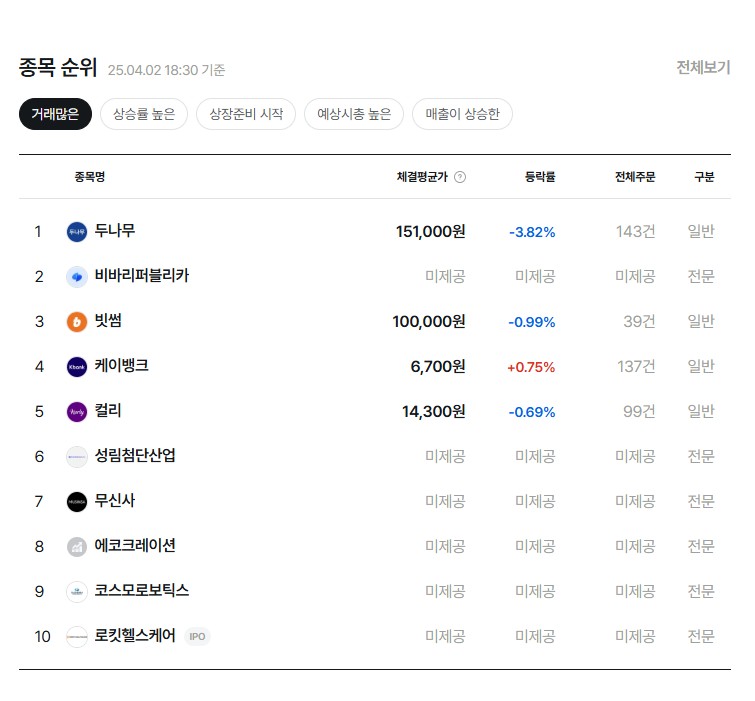 종목 순위 25.04.02 18:30 기준 전체보기
거래많은 상승률 높은 상장준비 시작 예상시총 높은 매출이 상승한
종목명 체결평균가 ? 등락률 전체주문 구분
1 두나무 두나무 151,000원 -3.82% 143건 일반
2 비바리퍼블리카 미제공 미제공 미제공 전문
3 빗썸 100,000원 -0.99% 39건 일반
4 Kbank 케이뱅크 6,700원 +0.75% 137건 일반
5 Kurly 컬리 14,300원 -0.69% 99건 일반
6 성림첨단산업 미제공 미제공 미제공 전문
7 MUSINSA 무신사 미제공 미제공 미제공 전문
8 에코크레이션 미제공 미제공 미제공 전문
9 코스모로보틱스 미제공 미제공 미제공 전문
10 로킷헬스케어 IPO 미제공 미제공 미제공 전문